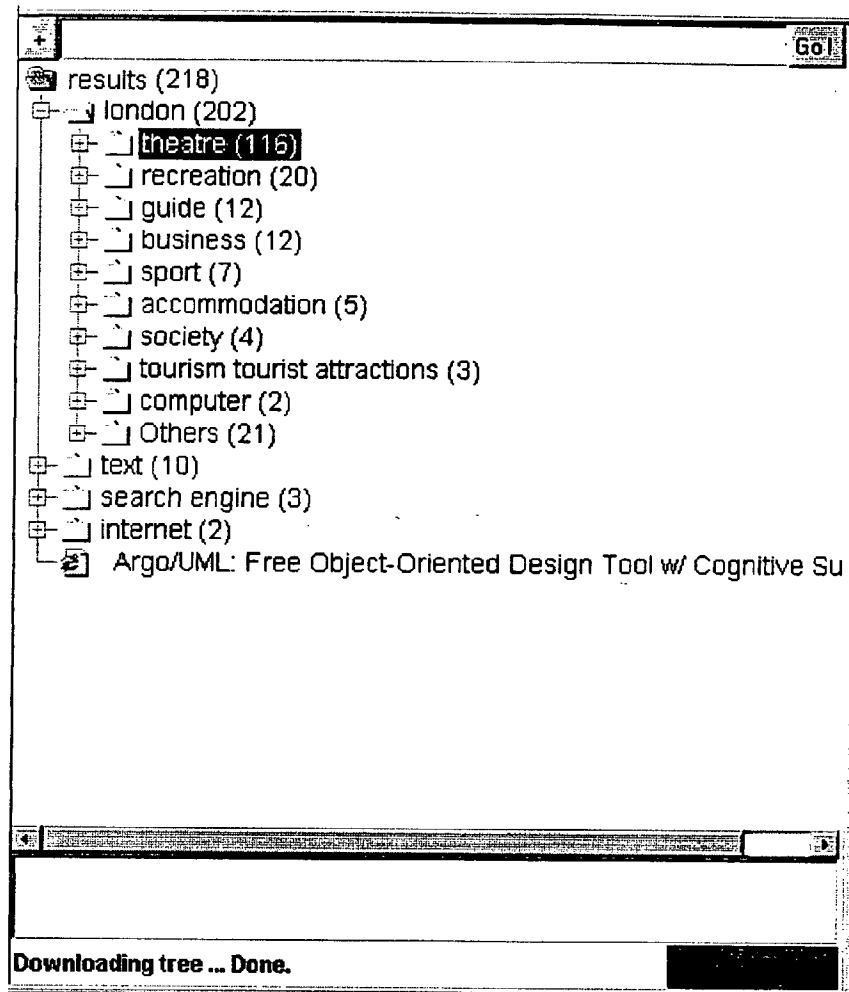 + Go!
results (218)
london (202)
theatre (116)
recreation (20)
guide (12)
business (12)
sport (7)
accommodation (5)
society (4)
tourism tourist attractions (3)
computer (2)
Others (21)
text (10)
search engine (3)
internet (2)
Argo/UML: Free Object-Oriented Design Tool w/ Cognitive Su
Downloading tree ... Done.